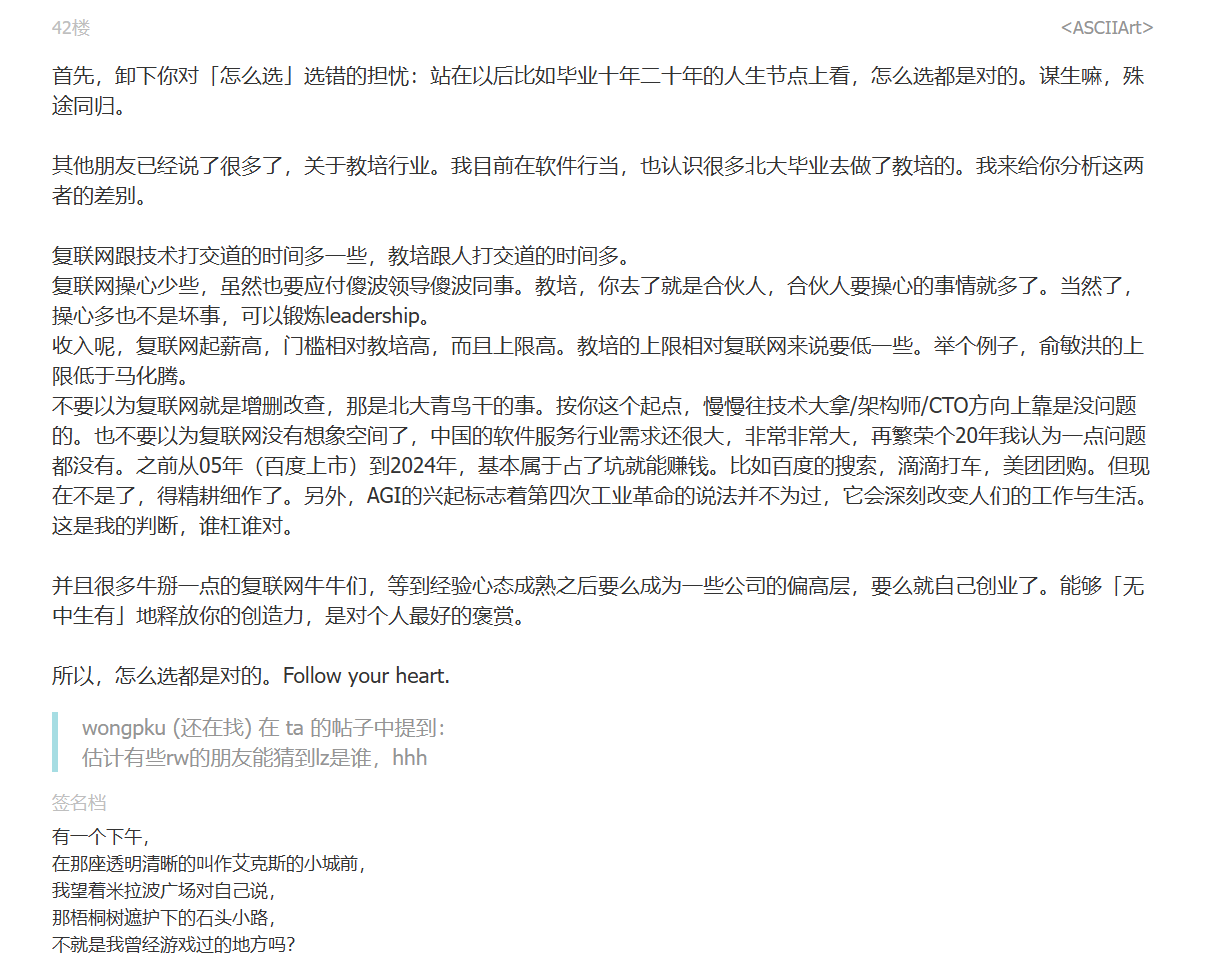 42楼
<ASCIIArt>
首先，卸下你对「怎么选」选错的担忧：站在以后比如毕业十年二十年的人生节点上看，怎么选都是对的。谋生嘛，殊
途同归。
其他朋友已经说了很多了，关于教培行业。我目前在软件行当，也认识很多北大毕业去做了教培的。我来给你分析这两
者的差别。
复联网跟技术打交道的时间多一些，教培跟人打交道的时间多。
复联网操心少些，虽然也要应付傻波领导傻波同事。教培，你去了就是合伙人，合伙人要操心的事情就多了。当然了，
操心多也不是坏事，可以锻炼leadership。
收入呢，复联网起薪高，门槛相对教培高，而且上限高。教培的上限相对复联网来说要低一些。举个例子，俞敏洪的上
限低于马化腾。
不要以为复联网就是增删改查，那是北大青鸟干的事。按你这个起点，慢慢往技术大拿/架构师/CTO方向上靠是没问题
的。也不要以为复联网没有想象空间了，中国的软件服务行业需求还很大，非常非常大，再繁荣个20年我认为一点问题
都没有。之前从05年（百度上市）到2024年，基本属于占了坑就能赚钱。比如百度的搜索，滴滴打车，美团团购。但现
在不是了，得精耕细作了。另外，AGI的兴起标志着第四次工业革命的说法并不为过，它会深刻改变人们的工作与生活。
这是我的判断，谁杠谁对。
并且很多牛掰一点的复联网牛牛们，等到经验心态成熟之后要么成为一些公司的偏高层，要么就自己创业了。能够「无
中生有」地释放你的创造力，是对个人最好的褒赏。
所以，怎么选都是对的。Follow your heart.
wongpku (还在找) 在 ta 的帖子中提到：
估计有些rw的朋友能猜到lz是谁，hhh
签名档
有一个下午，
在那座透明清晰的叫作艾克斯的小城前，
我望着米拉波广场对自己说，
那梧桐树遮护下的石头小路，
不就是我曾经游戏过的地方吗？